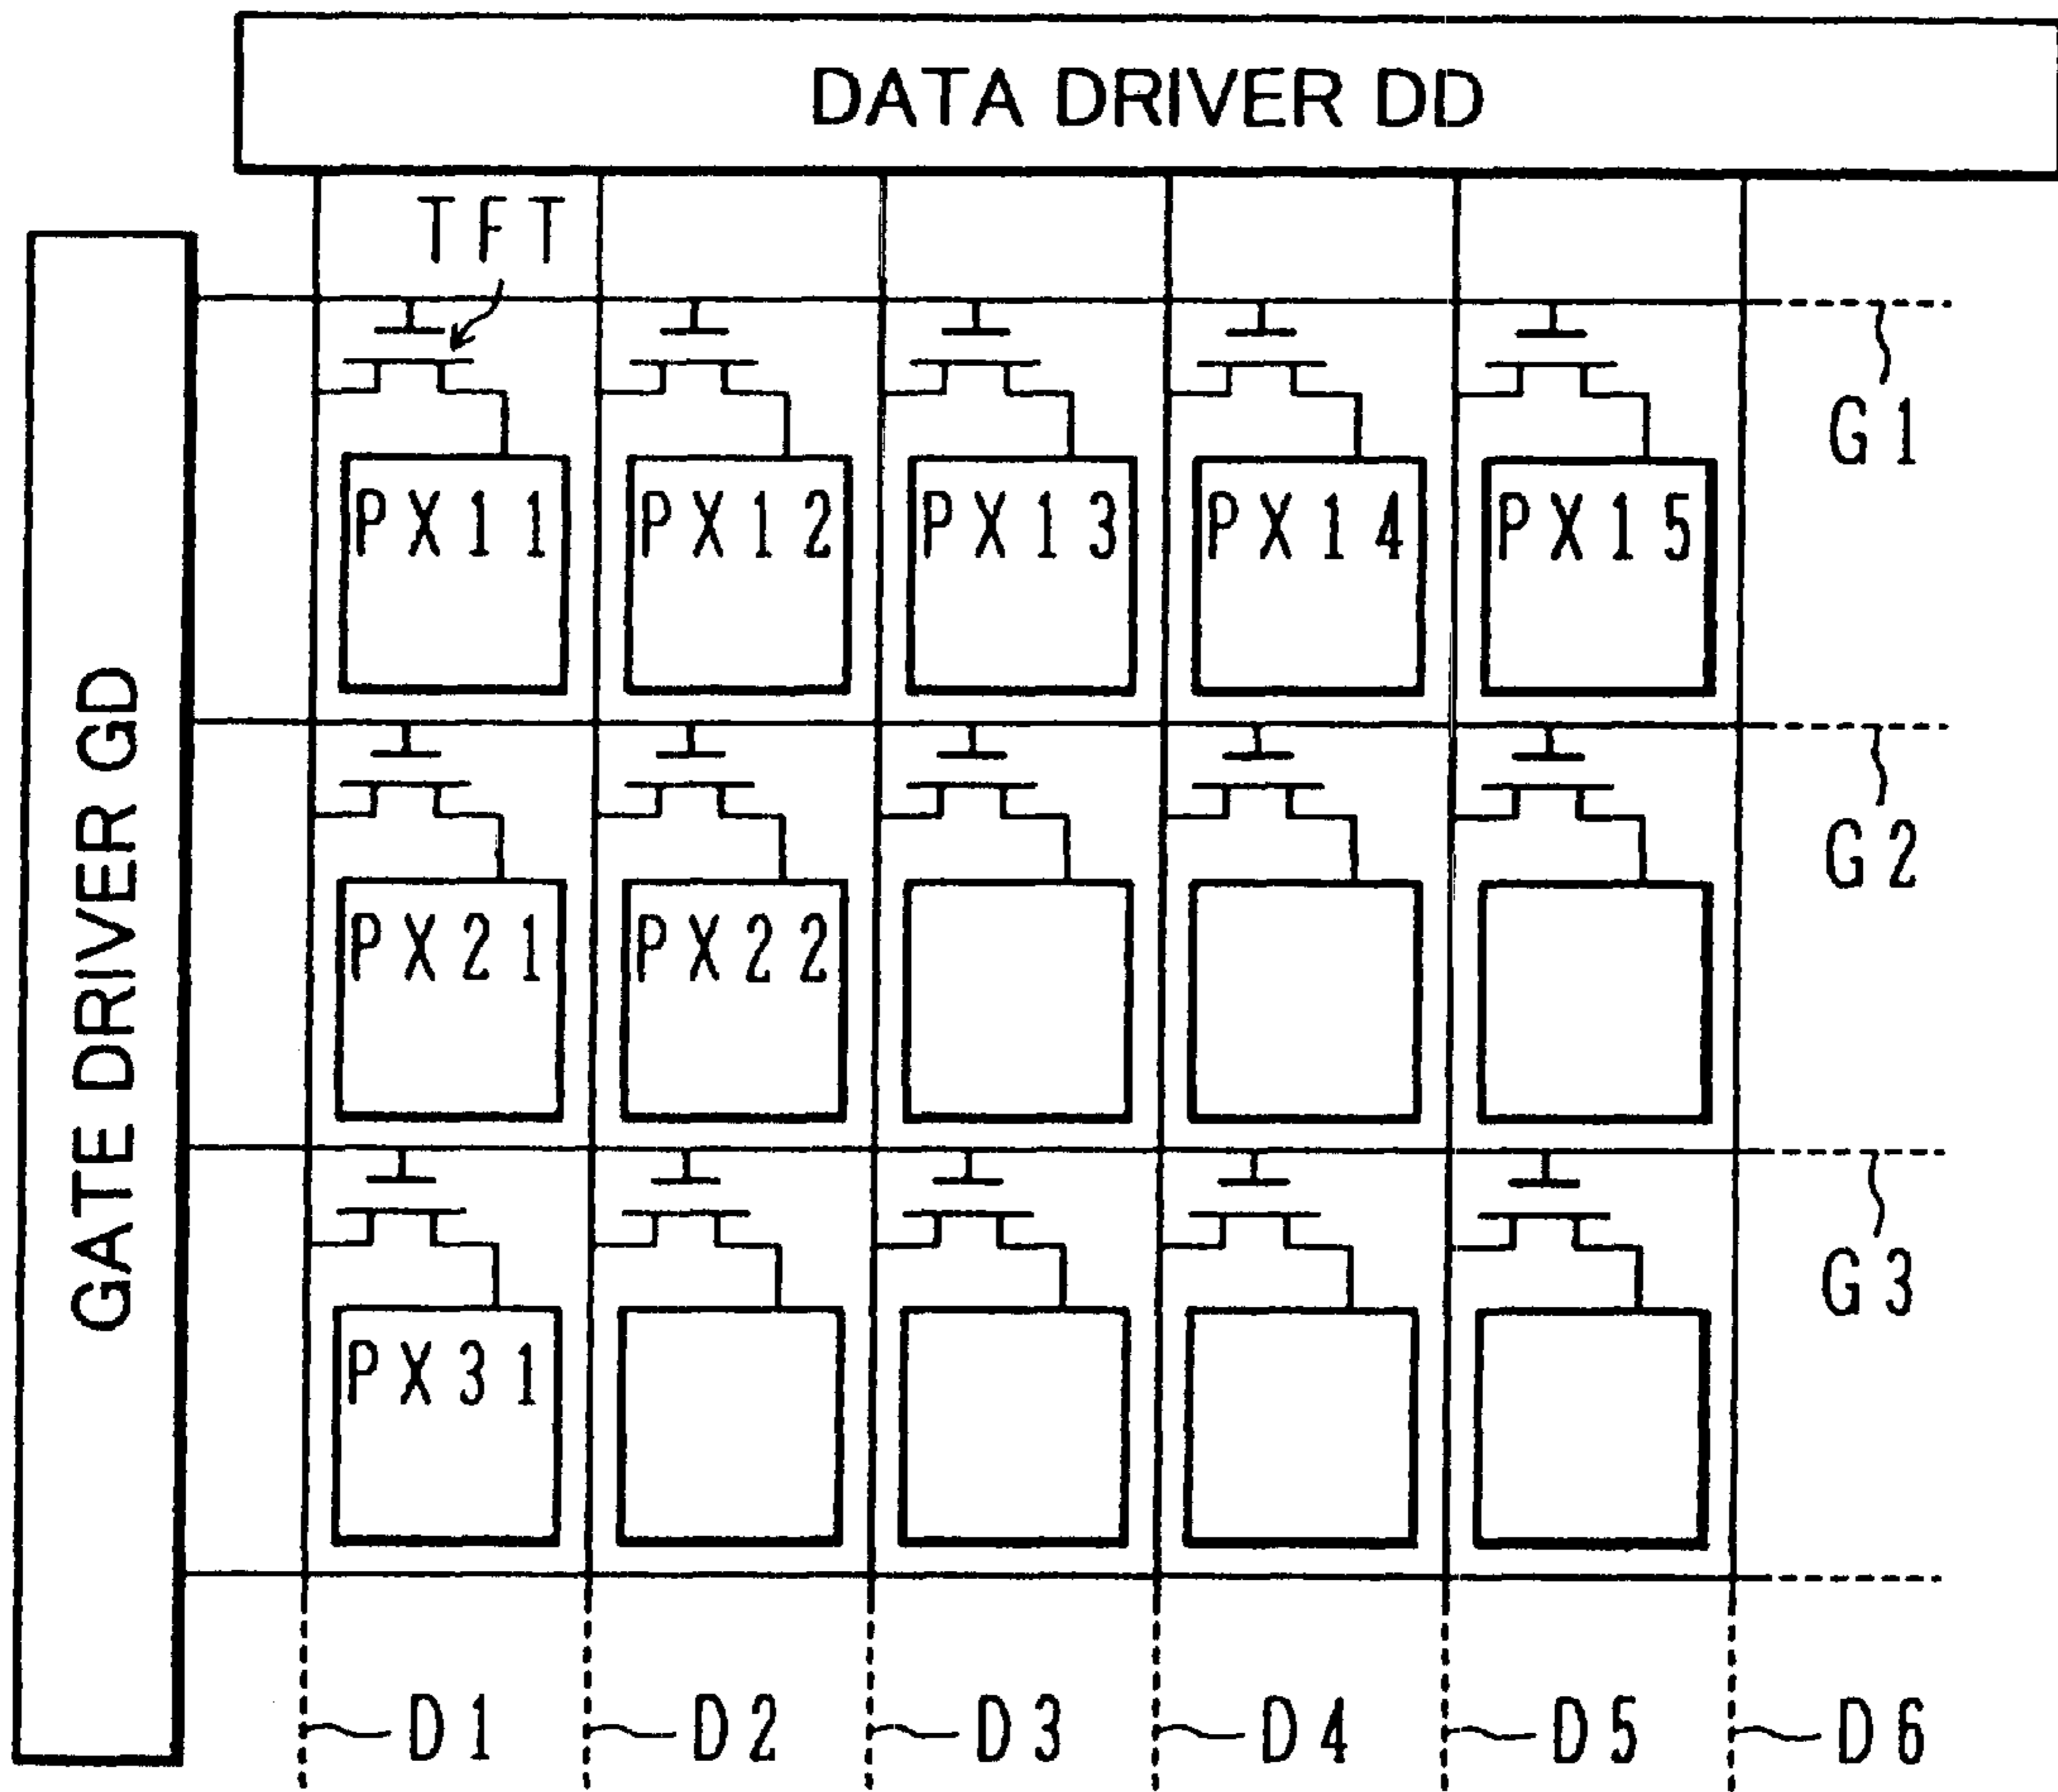 DATA DRIVER DD
TFT
GATE DRIVER GD
G1
PX11 PX12 PX13 PX14 PX15
G2
PX21 PX22
G3
PX31
D1 D2 D3 D4 D5 D6